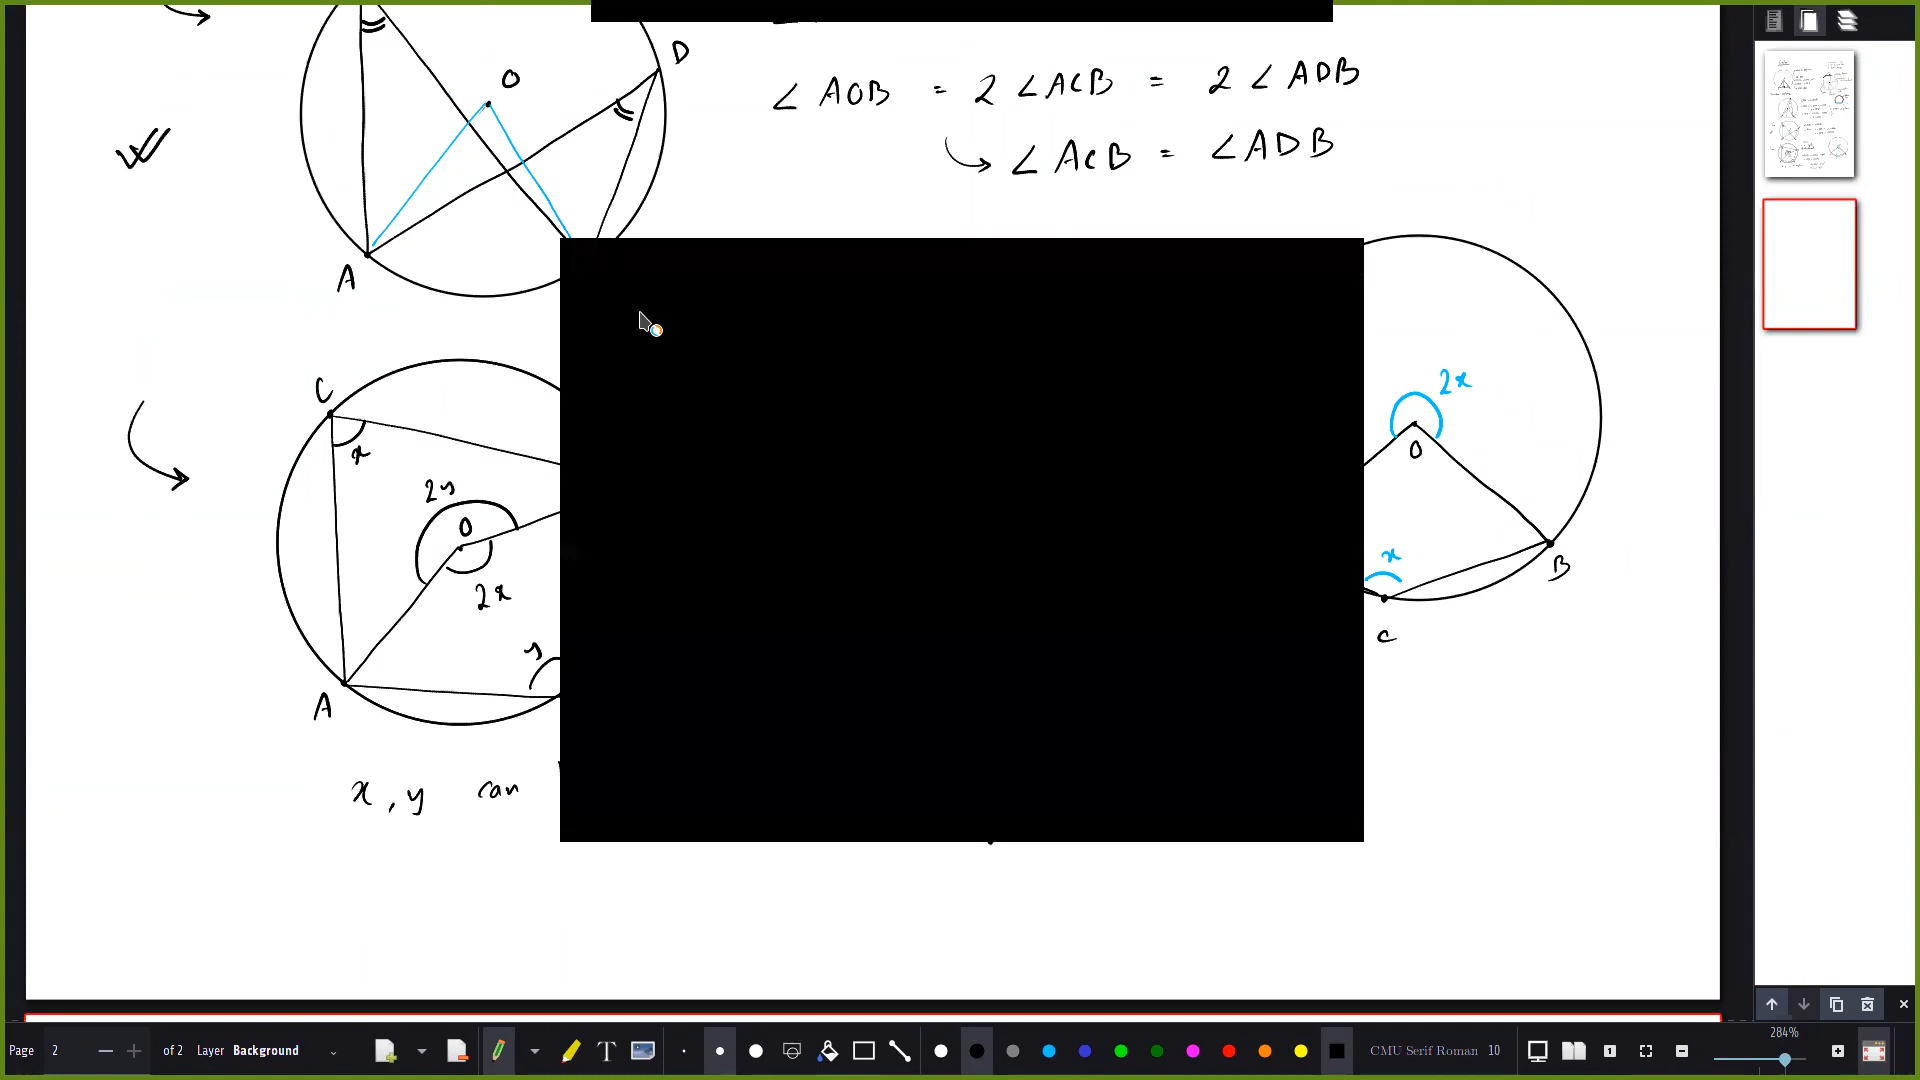 D
O
∠ AOB = 2 ∠ ACB = 2 ∠ ADB
∠ ACB = ∠ ADB
A
C
x
2y
O
2x
y
A
x, y can
2x
O
x
B
C
Page 2 of 2 Layer Background
T
CMU Serif Roman 10
1
284%